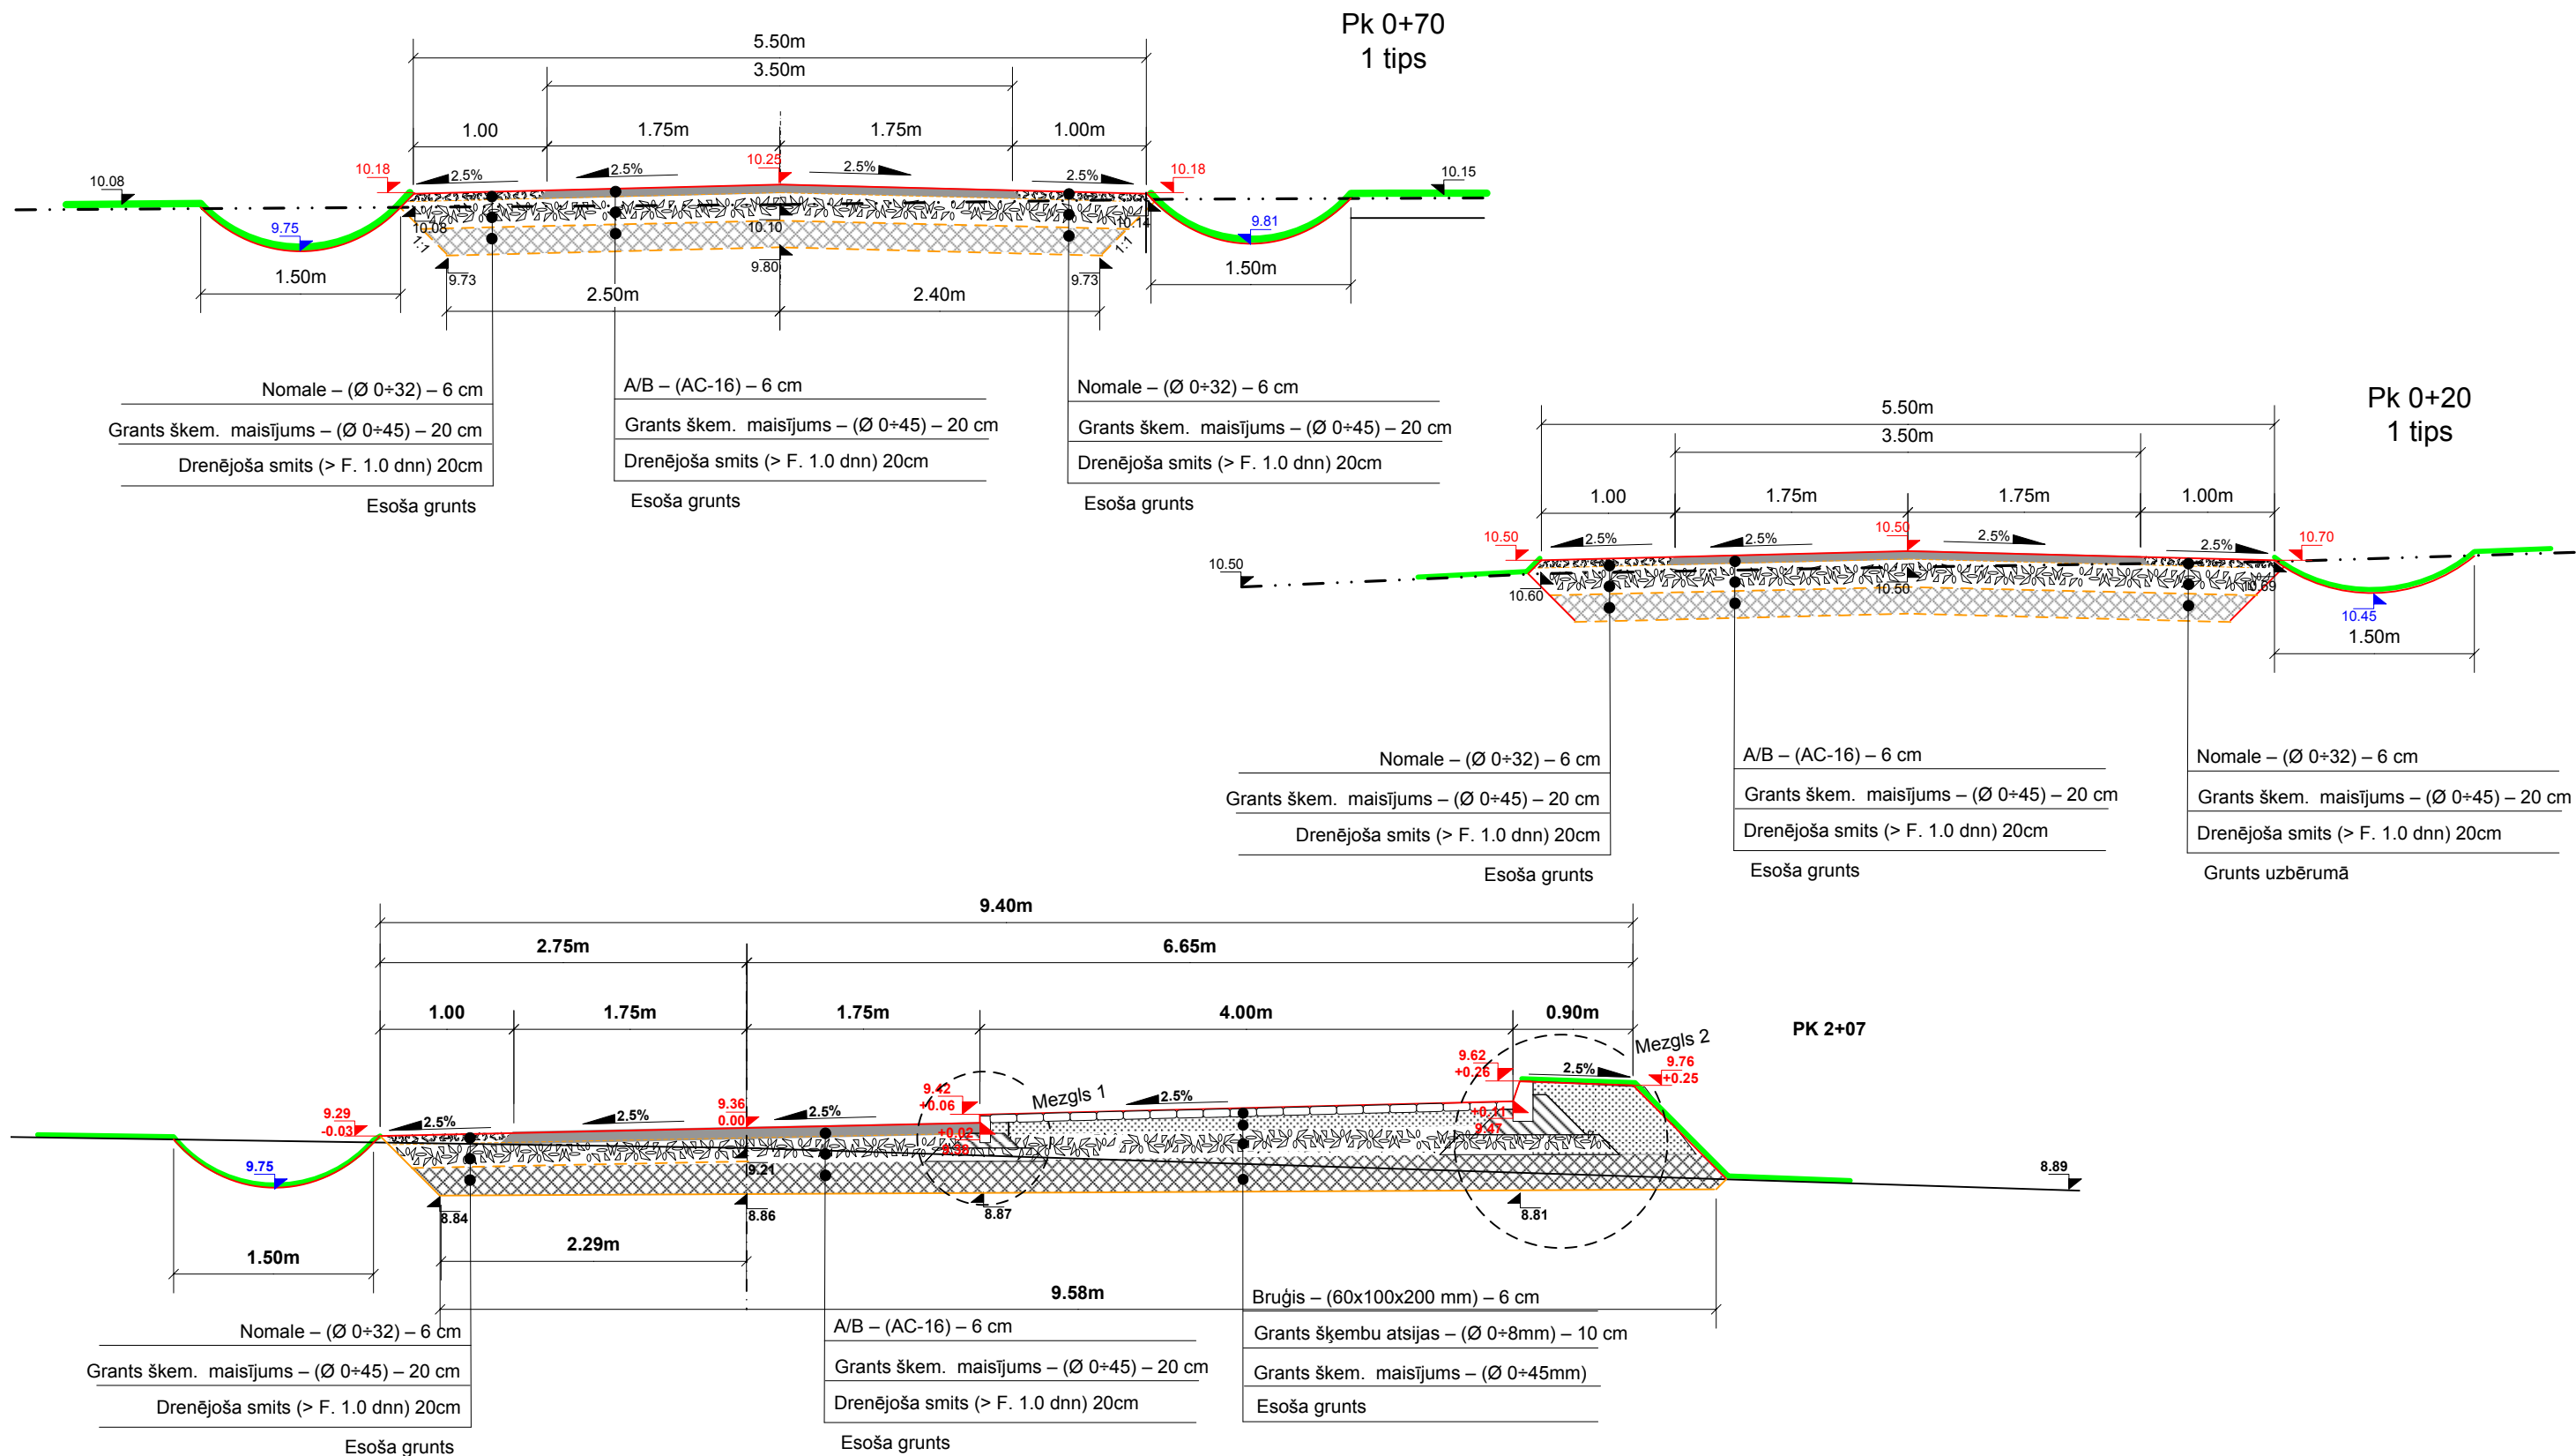 Pk 0+70
1 tips
5.50m
3.50m
1.00
1.75m
1.75m
1.00m
10.08
10.18
2.5%
2.5%
10.25
2.5%
2.5%
10.18
10.15
9.75
10.08
1:1
10.10
10.14
1:1
9.81
9.73
9.80
9.73
1.50m
2.50m
2.40m
1.50m
Nomale – (Ø 0÷32) – 6 cm
Grants škem. maisījums – (Ø 0÷45) – 20 cm
Drenējoša smits (> F. 1.0 dnn) 20cm
Esoša grunts
A/B – (AC-16) – 6 cm
Grants škem. maisījums – (Ø 0÷45) – 20 cm
Drenējoša smits (> F. 1.0 dnn) 20cm
Esoša grunts
Nomale – (Ø 0÷32) – 6 cm
Grants škem. maisījums – (Ø 0÷45) – 20 cm
Drenējoša smits (> F. 1.0 dnn) 20cm
Esoša grunts
Pk 0+20
1 tips
5.50m
3.50m
1.00
1.75m
1.75m
1.00m
10.50
10.50
2.5%
2.5%
10.50
2.5%
2.5%
10.70
10.60
10.50
10.69
10.45
1.50m
Nomale – (Ø 0÷32) – 6 cm
Grants škem. maisījums – (Ø 0÷45) – 20 cm
Drenējoša smits (> F. 1.0 dnn) 20cm
Esoša grunts
A/B – (AC-16) – 6 cm
Grants škem. maisījums – (Ø 0÷45) – 20 cm
Drenējoša smits (> F. 1.0 dnn) 20cm
Esoša grunts
Nomale – (Ø 0÷32) – 6 cm
Grants škem. maisījums – (Ø 0÷45) – 20 cm
Drenējoša smits (> F. 1.0 dnn) 20cm
Grunts uzbērumā
PK 2+07
9.40m
2.75m
6.65m
1.00
1.75m
1.75m
4.00m
0.90m
9.29
-0.03
2.5%
2.5%
9.36
0.00
2.5%
9.42
+0.06
Mezgls 1
2.5%
9.62
+0.26
2.5%
Mezgls 2
9.76
+0.25
+0.02
+0.11
9.47
9.75
9.21
8.89
8.84
8.86
8.87
8.81
1.50m
2.29m
9.58m
Nomale – (Ø 0÷32) – 6 cm
Grants škem. maisījums – (Ø 0÷45) – 20 cm
Drenējoša smits (> F. 1.0 dnn) 20cm
Esoša grunts
A/B – (AC-16) – 6 cm
Grants škem. maisījums – (Ø 0÷45) – 20 cm
Drenējoša smits (> F. 1.0 dnn) 20cm
Esoša grunts
Bruģis – (60x100x200 mm) – 6 cm
Grants šķembu atsijas – (Ø 0÷8mm) – 10 cm
Grants škem. maisījums – (Ø 0÷45mm)
Esoša grunts